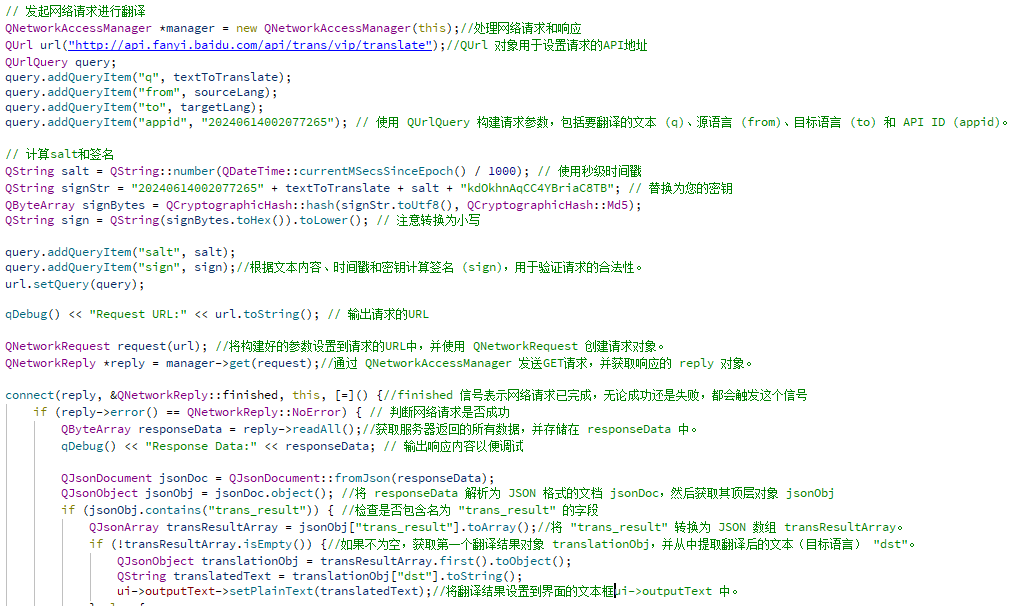 // 发起网络请求进行翻译
QNetworkAccessManager *manager = new QNetworkAccessManager(this);//处理网络请求和响应
QUrl url("http://api.fanyi.baidu.com/api/trans/vip/translate");//QUrl 对象用于设置请求的API地址
QUrlQuery query;
query.addQueryItem("q", textToTranslate);
query.addQueryItem("from", sourceLang);
query.addQueryItem("to", targetLang);
query.addQueryItem("appid", "20240614002077265"); // 使用 QUrlQuery 构建请求参数，包括要翻译的文本 (q)、源语言 (from)、目标语言 (to) 和 API ID (appid)。
// 计算salt和签名
QString salt = QString::number(QDateTime::currentMSecsSinceEpoch() / 1000); // 使用秒级时间戳
QString signStr = "20240614002077265" + textToTranslate + salt + "kdOkhnAqCC4YBriaC8TB"; // 替换为您的密钥
QByteArray signBytes = QCryptographicHash::hash(signStr.toUtf8(), QCryptographicHash::Md5);
QString sign = QString(signBytes.toHex()).toLower(); // 注意转换为小写
query.addQueryItem("salt", salt);
query.addQueryItem("sign", sign);//根据文本内容、时间戳和密钥计算签名 (sign)，用于验证请求的合法性。
url.setQuery(query);
qDebug() << "Request URL:" << url.toString(); // 输出请求的URL
QNetworkRequest request(url); //将构建好的参数设置到请求的URL中，并使用 QNetworkRequest 创建请求对象。
QNetworkReply *reply = manager->get(request);//通过 QNetworkAccessManager 发送GET请求，并获取响应的 reply 对象。
connect(reply, &QNetworkReply::finished, this, [=]() {//finished 信号表示网络请求已完成，无论成功还是失败，都会触发这个信号
if (reply->error() == QNetworkReply::NoError) { // 判断网络请求是否成功
QByteArray responseData = reply->readAll();//获取服务器返回的所有数据，并存储在 responseData 中。
qDebug() << "Response Data:" << responseData; // 输出响应内容以便调试
QJsonDocument jsonDoc = QJsonDocument::fromJson(responseData);
QJsonObject jsonObj = jsonDoc.object(); //将 responseData 解析为 JSON 格式的文档 jsonDoc，然后获取其顶层对象 jsonObj
if (jsonObj.contains("trans_result")) { //检查是否包含名为 "trans_result" 的字段
QJsonArray transResultArray = jsonObj["trans_result"].toArray();//将 "trans_result" 转换为 JSON 数组 transResultArray。
if (!transResultArray.isEmpty()) {//如果不为空，获取第一个翻译结果对象 translationObj，并从中提取翻译后的文本（目标语言） "dst"。
QJsonObject translationObj = transResultArray.first().toObject();
QString translatedText = translationObj["dst"].toString();
ui->outputText->setPlainText(translatedText);//将翻译结果设置到界面的文本框ui->outputText 中。